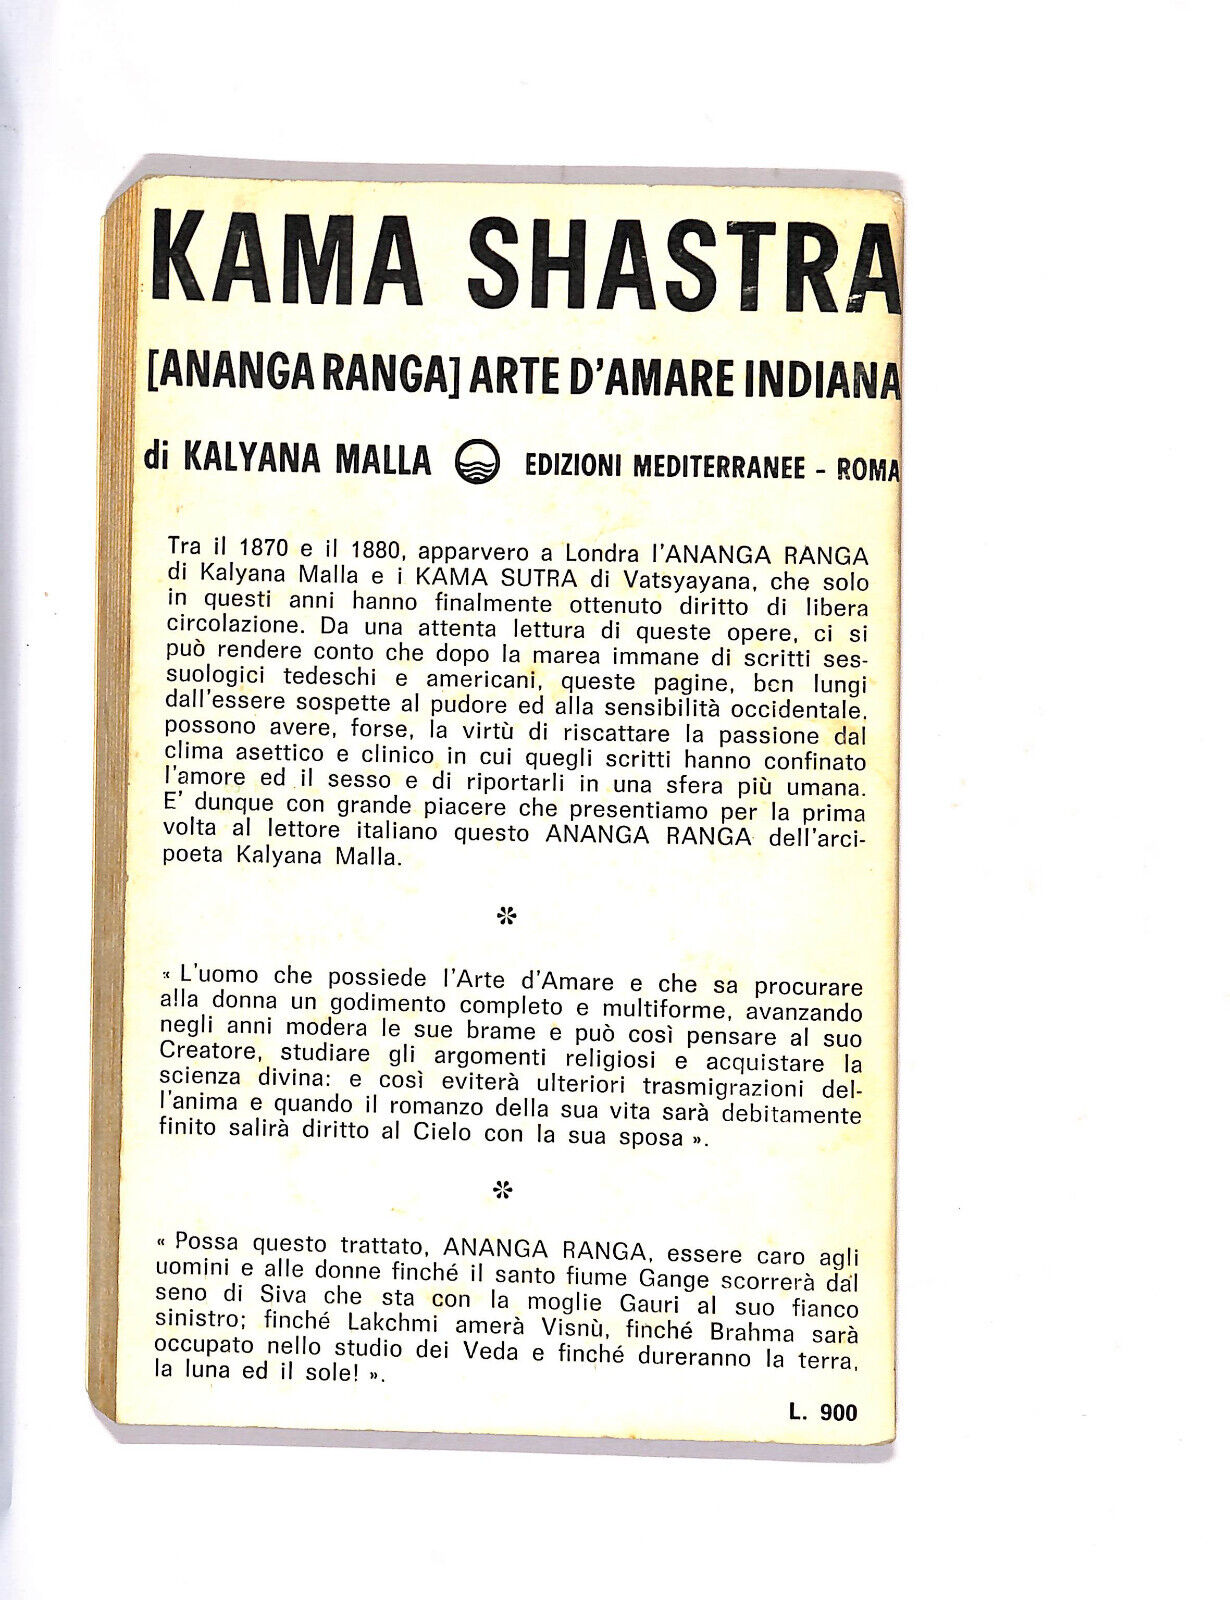 KAMA SHASTRA
[ANANGA RANGA] ARTE D'AMARE INDIANA
di KALYANA MALLA EDIZIONI MEDITERRANEE - ROMA
Tra il 1870 e il 1880, apparvero a Londra l'ANANGA RANGA
di Kalyana Malla e i KAMA SUTRA di Vatsyayana, che solo
in questi anni hanno finalmente ottenuto diritto di libera
circolazione. Da una attenta lettura di queste opere, ci si
può rendere conto che dopo la marea immane di scritti ses-
suologici tedeschi e americani, queste pagine, bcn lungi
dall'essere sospette al pudore ed alla sensibilità occidentale,
possono avere, forse, la virtù di riscattare la passione dal
clima asettico e clinico in cui quegli scritti hanno confinato
l'amore ed il sesso e di riportarli in una sfera più umana.
E' dunque con grande piacere che presentiamo per la prima
volta al lettore italiano questo ANANGA RANGA dell'arci-
poeta Kalyana Malla.
*
« L'uomo che possiede l'Arte d'Amare e che sa procurare
alla donna un godimento completo e multiforme, avanzando
negli anni modera le sue brame e può così pensare al suo
Creatore, studiare gli argomenti religiosi e acquistare la
scienza divina: e così eviterà ulteriori trasmigrazioni del-
l'anima e quando il romanzo della sua vita sarà debitamente
finito salirà diritto al Cielo con la sua sposa ».
*
« Possa questo trattato, ANANGA RANGA, essere caro agli
uomini e alle donne finché il santo fiume Gange scorrerà dal
seno di Siva che sta con la moglie Gauri al suo fianco
sinistro; finché Lakchmi amerà Visnù, finché Brahma sarà
occupato nello studio dei Veda e finché dureranno la terra,
la luna ed il sole! ».
L. 900